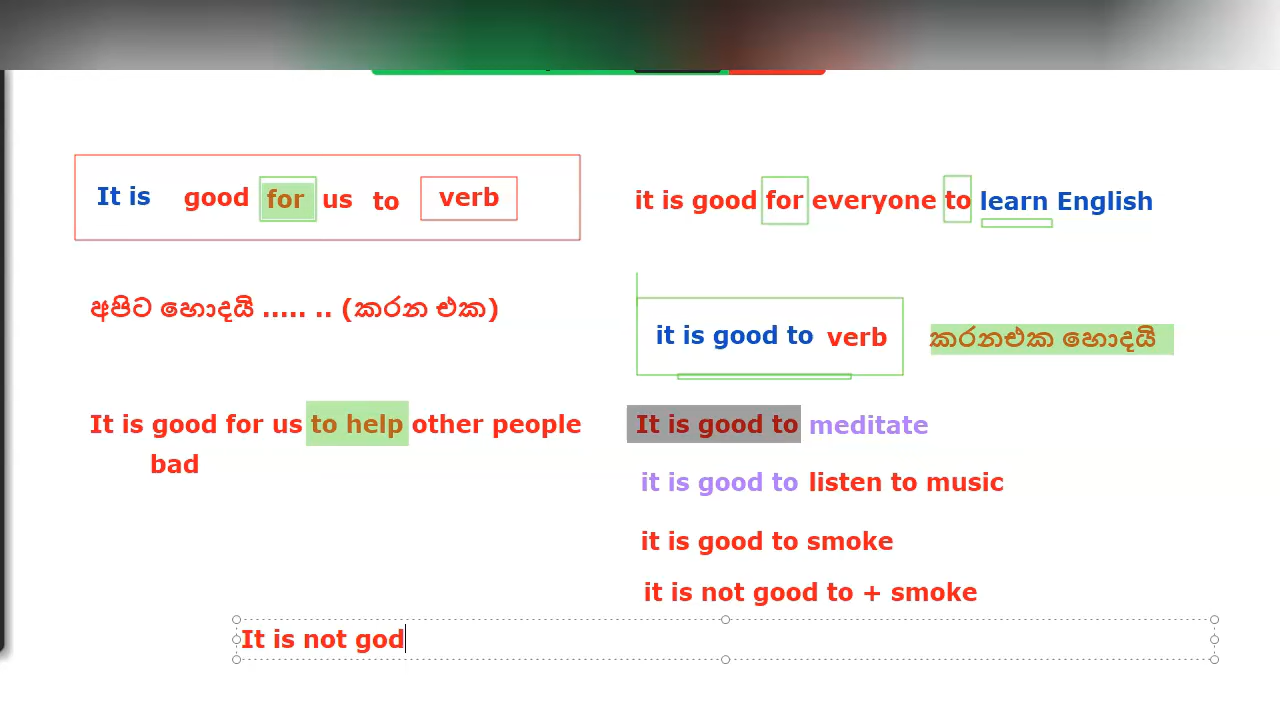 It is good for us to verb
අපිට හොදයි ..... .. (කරන එක)
It is good for us to help other people
bad
it is good for everyone to learn English
it is good to verb කරනඑක හොදයි
It is good to meditate
it is good to listen to music
it is good to smoke
it is not good to + smoke
It is not god